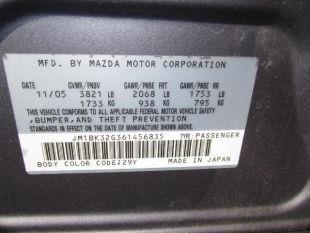 MFD. BY MAZDA MOTOR CORPORATION
GVWR/PNBV GAWR/PNBE FRT GAWR/PNBE RR
11/05 3821 LB 2068 LB 1753 LB
1733 KG 938 KG 795 KG
THIS VEHICLE CONFORMS TO ALL APPLICABLE FEDERAL MOTOR VEHICLE SAFETY
, BUMPER, AND THEFT PREVENTION
STANDARDS IN EFFECT ON THE DATE OF MANUFACTURE SHOWN ABOVE.
JM1BK32G361456835 TYPE:PASSENGER
BODY COLOR CODE:29Y MADE IN JAPAN